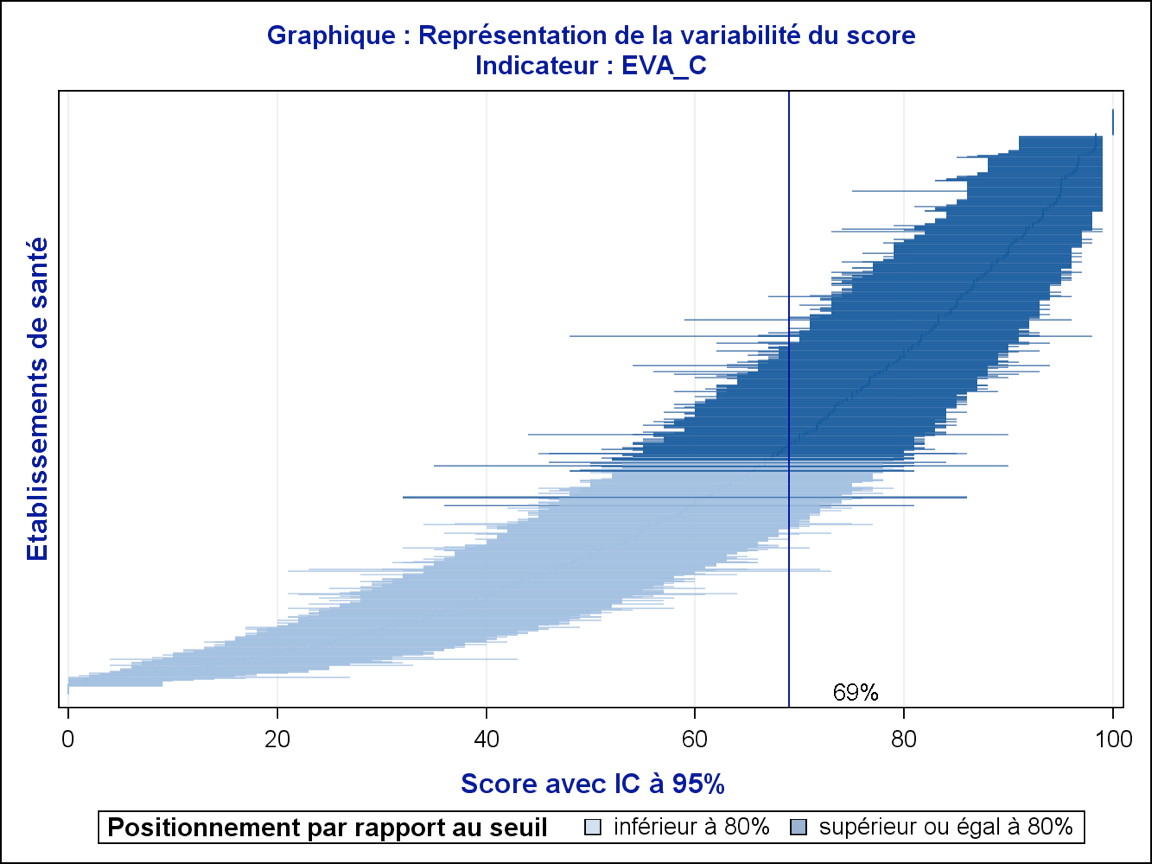 Graphique : Représentation de la variabilité du score
Indicateur : EVA_C
Etablissements de santé
69%
0 20 40 60 80 100
Score avec IC à 95%
Positionnement par rapport au seuil inférieur à 80% supérieur ou égal à 80%